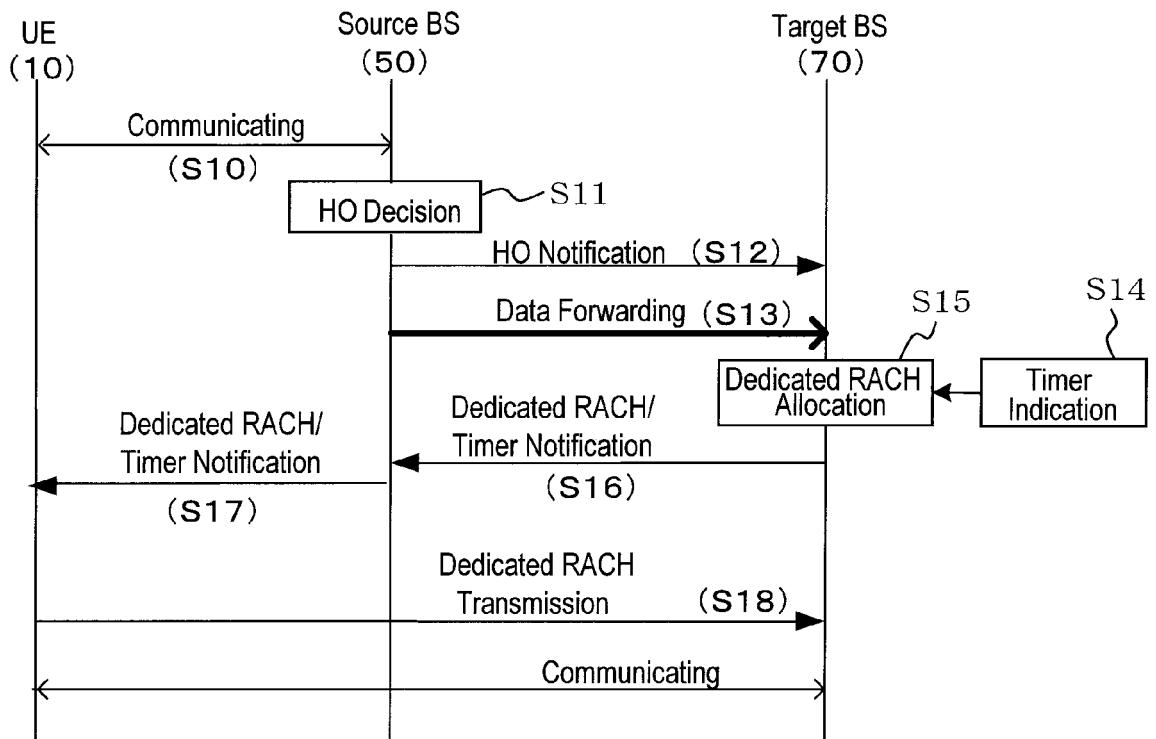 UE
(10)
Source BS
(50)
Target BS
(70)
Communicating
(S10)
HO Decision
S11
HO Notification (S12)
Data Forwarding (S13)
S15
S14
Dedicated RACH
Allocation
Timer
Indication
Dedicated RACH/
Timer Notification
(S16)
Dedicated RACH/
Timer Notification
(S17)
Dedicated RACH
Transmission (S18)
Communicating